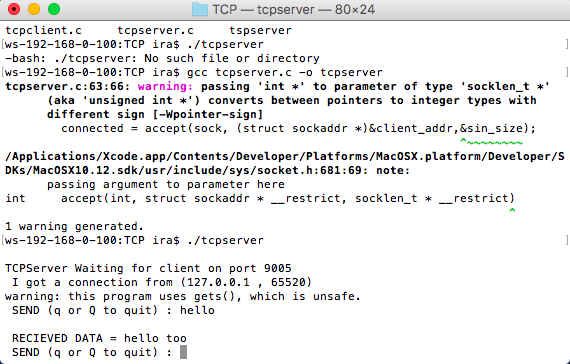 TCP — tcpserver — 80×24
tcpclient.c     tcpserver.c     tspserver
[ws-192-168-0-100:TCP ira$ ./tcpserver                                          ]
-bash: ./tcpserver: No such file or directory
[ws-192-168-0-100:TCP ira$ gcc tcpserver.c -o tcpserver                         ]
tcpserver.c:63:66: warning: passing 'int *' to parameter of type 'socklen_t *'
      (aka 'unsigned int *') converts between pointers to integer types with
      different sign [-Wpointer-sign]
        connected = accept(sock, (struct sockaddr *)&client_addr,&sin_size);
                                                                 ^~~~~~~~~
/Applications/Xcode.app/Contents/Developer/Platforms/MacOSX.platform/Developer/S
DKs/MacOSX10.12.sdk/usr/include/sys/socket.h:681:69: note:
      passing argument to parameter here
int     accept(int, struct sockaddr * __restrict, socklen_t * __restrict)
                                                                        ^
1 warning generated.
[ws-192-168-0-100:TCP ira$ ./tcpserver                                          ]
TCPServer Waiting for client on port 9005
 I got a connection from (127.0.0.1 , 65520)
warning: this program uses gets(), which is unsafe.
 SEND (q or Q to quit) : hello
 RECIEVED DATA = hello too
 SEND (q or Q to quit) :